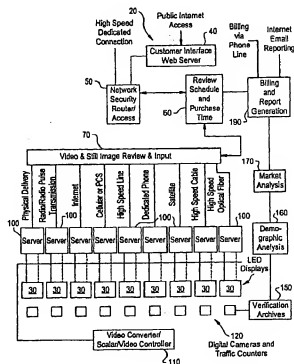 High Speed
Dedicated
Connection
20
Public Internet
Access
40
Billing
via
Phone
Line
Internet
Email
Reporting
Customer Interface
Web Server
50
Network
Security
Router/
Access
Review
Schedule
and
Purchase
Time
60
Billing
and
Report
Generation
190
70
Video & Still Image Review & Input
170
Market
Analysis
Physical Delivery
Radio/Radio Pulse
Transmission
Internet
Cellular or PCS
High Speed Line
Dedicated Phone
Satellite
High Speed Cable
High Speed
Optical Fiber
160
Demo-
graphic
Analysis
100
100
100
100
Server
Server
Server
Server
Server
Server
Server
Server
Server
LED
Displays
30
30
30
30
30
30
30
30
30
150
Verification
Archives
120
Digital Cameras and
Traffic Counters
Video Converter/
Scalar/Video Controller
110